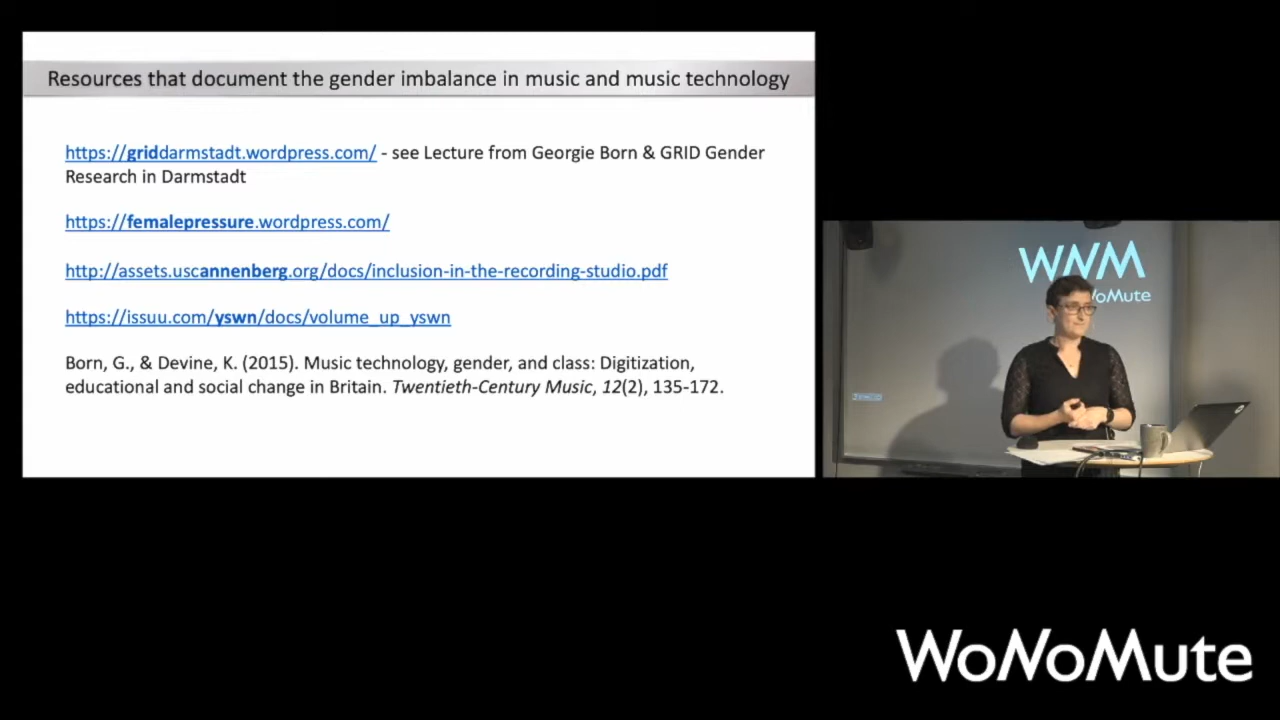 Resources that document the gender imbalance in music and music technology
https://griddarmstadt.wordpress.com/ - see Lecture from Georgie Born & GRID Gender
Research in Darmstadt
https://femalepressure.wordpress.com/
http://assets.uscannenberg.org/docs/inclusion-in-the-recording-studio.pdf
https://issuu.com/yswn/docs/volume_up_yswn
Born, G., & Devine, K. (2015). Music technology, gender, and class: Digitization,
educational and social change in Britain. Twentieth-Century Music, 12(2), 135-172.
WNM
oMute
WoNoMute